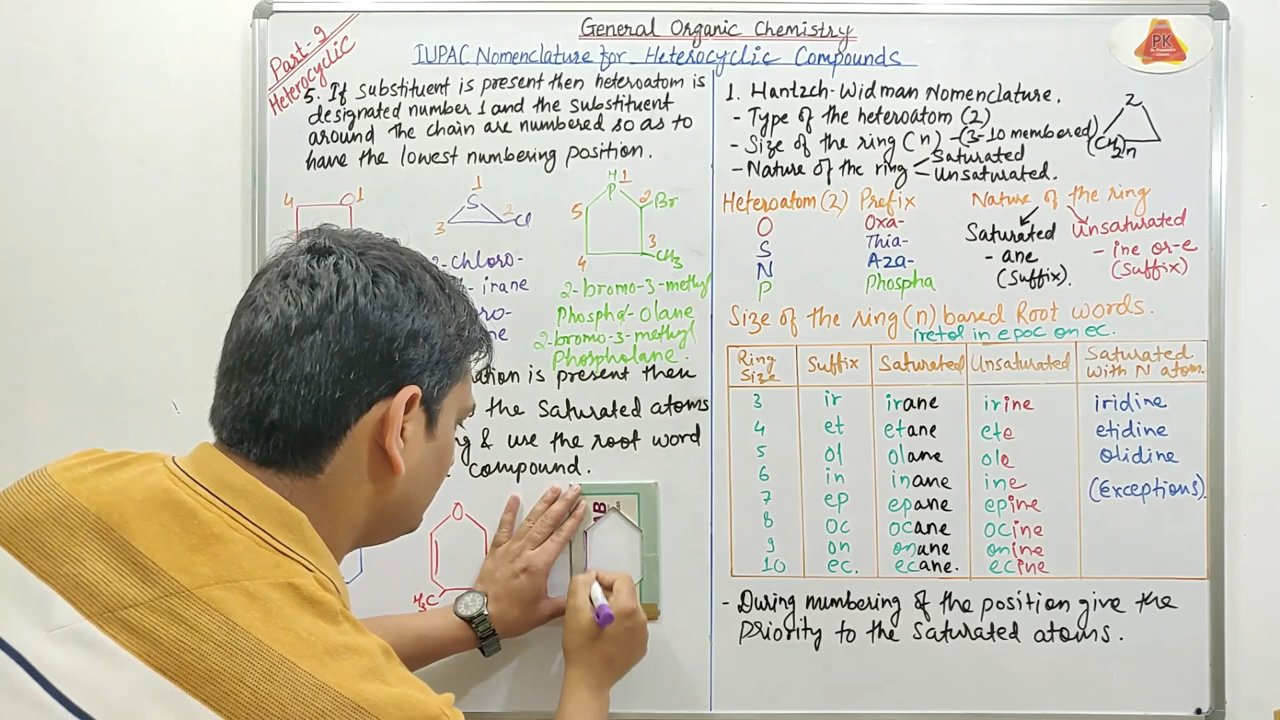 General Organic Chemistry
IUPAC Nomenclature for Heterocyclic Compounds
Part-9
Heterocyclic
5. If substituent is present then heteroatom is
designated number 1 and the substituent
around the chain are numbered so as to
have the lowest numbering position.
4 O 1
1
S
3 2 Cl
2-chloro-
irane
H 1
P
5 2 Br
3
4 CH3
2-bromo-3-methyl
Phospha-Olane
2-bromo-3-methyl
Phospholane.
ation is present then
the saturated atoms
& use the root word
compound.
O
H3C
1. Hantzch-Widman Nomenclature.
- Type of the heteroatom (Z)
- Size of the ring (n) - (3-10 membered)
- Nature of the ring - Saturated
- Unsaturated.
Z
(CH2)n
Heteroatom (Z) Prefix
O Oxa-
S Thia-
N Aza-
P Phospha
Nature of the ring
Saturated
- ane
(Suffix).
Unsaturated
- ine or -e
(Suffix)
Size of the ring (n) based Root words.
iretol in epoc on ec.
Ring Size Suffix Saturated Unsaturated Saturated with N atom.
3 ir irane irine iridine
4 et etane ete etidine
5 ol olane ole olidine
6 in inane ine (exceptions).
7 ep epane epine
8 oc ocane ocine
9 on onane onine
10 ec. ecane. ecine
- During numbering of the position give the
priority to the saturated atoms.
PK